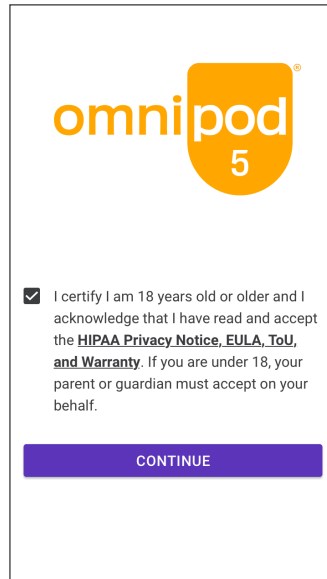 omnipod®
5
I certify I am 18 years old or older and I
acknowledge that I have read and accept
the HIPAA Privacy Notice, EULA, ToU,
and Warranty. If you are under 18, your
parent or guardian must accept on your
behalf.
CONTINUE